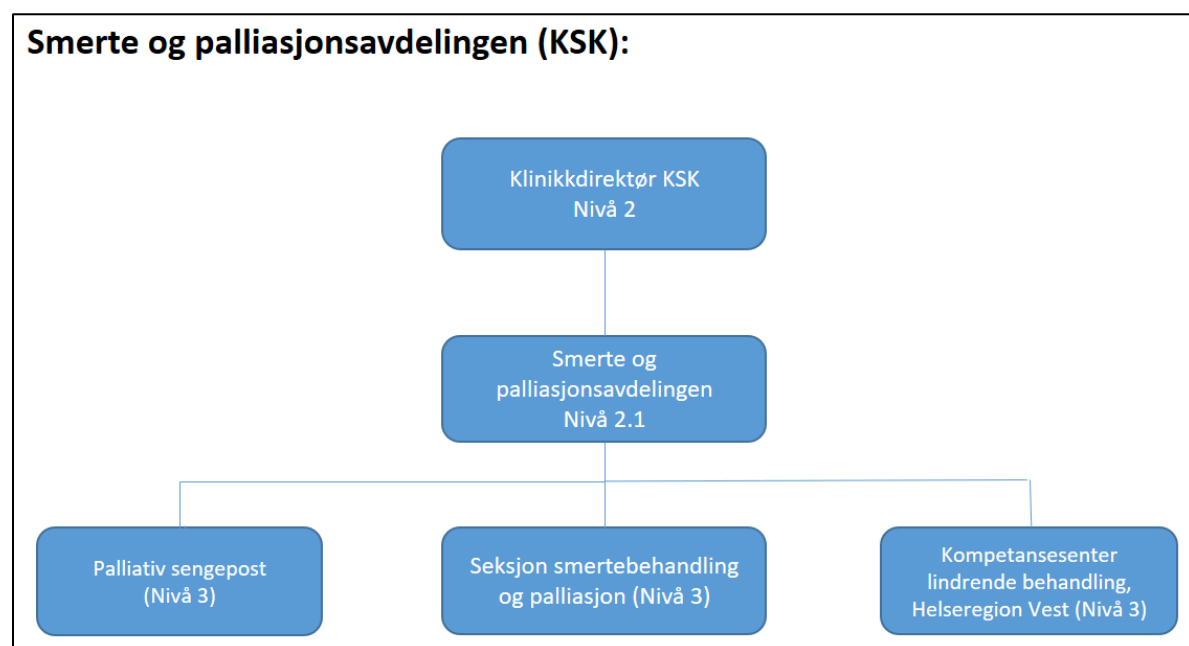 Smerte og palliasjonsavdelingen (KSK):
Klinikkdirektør KSK
Nivå 2
Smerte og
palliasjonsavdelingen
Nivå 2.1
Palliativ sengepost
(Nivå 3)
Seksjon smertebehandling
og palliasjon (Nivå 3)
Kompetansesenter
lindrende behandling,
Helseregion Vest (Nivå 3)